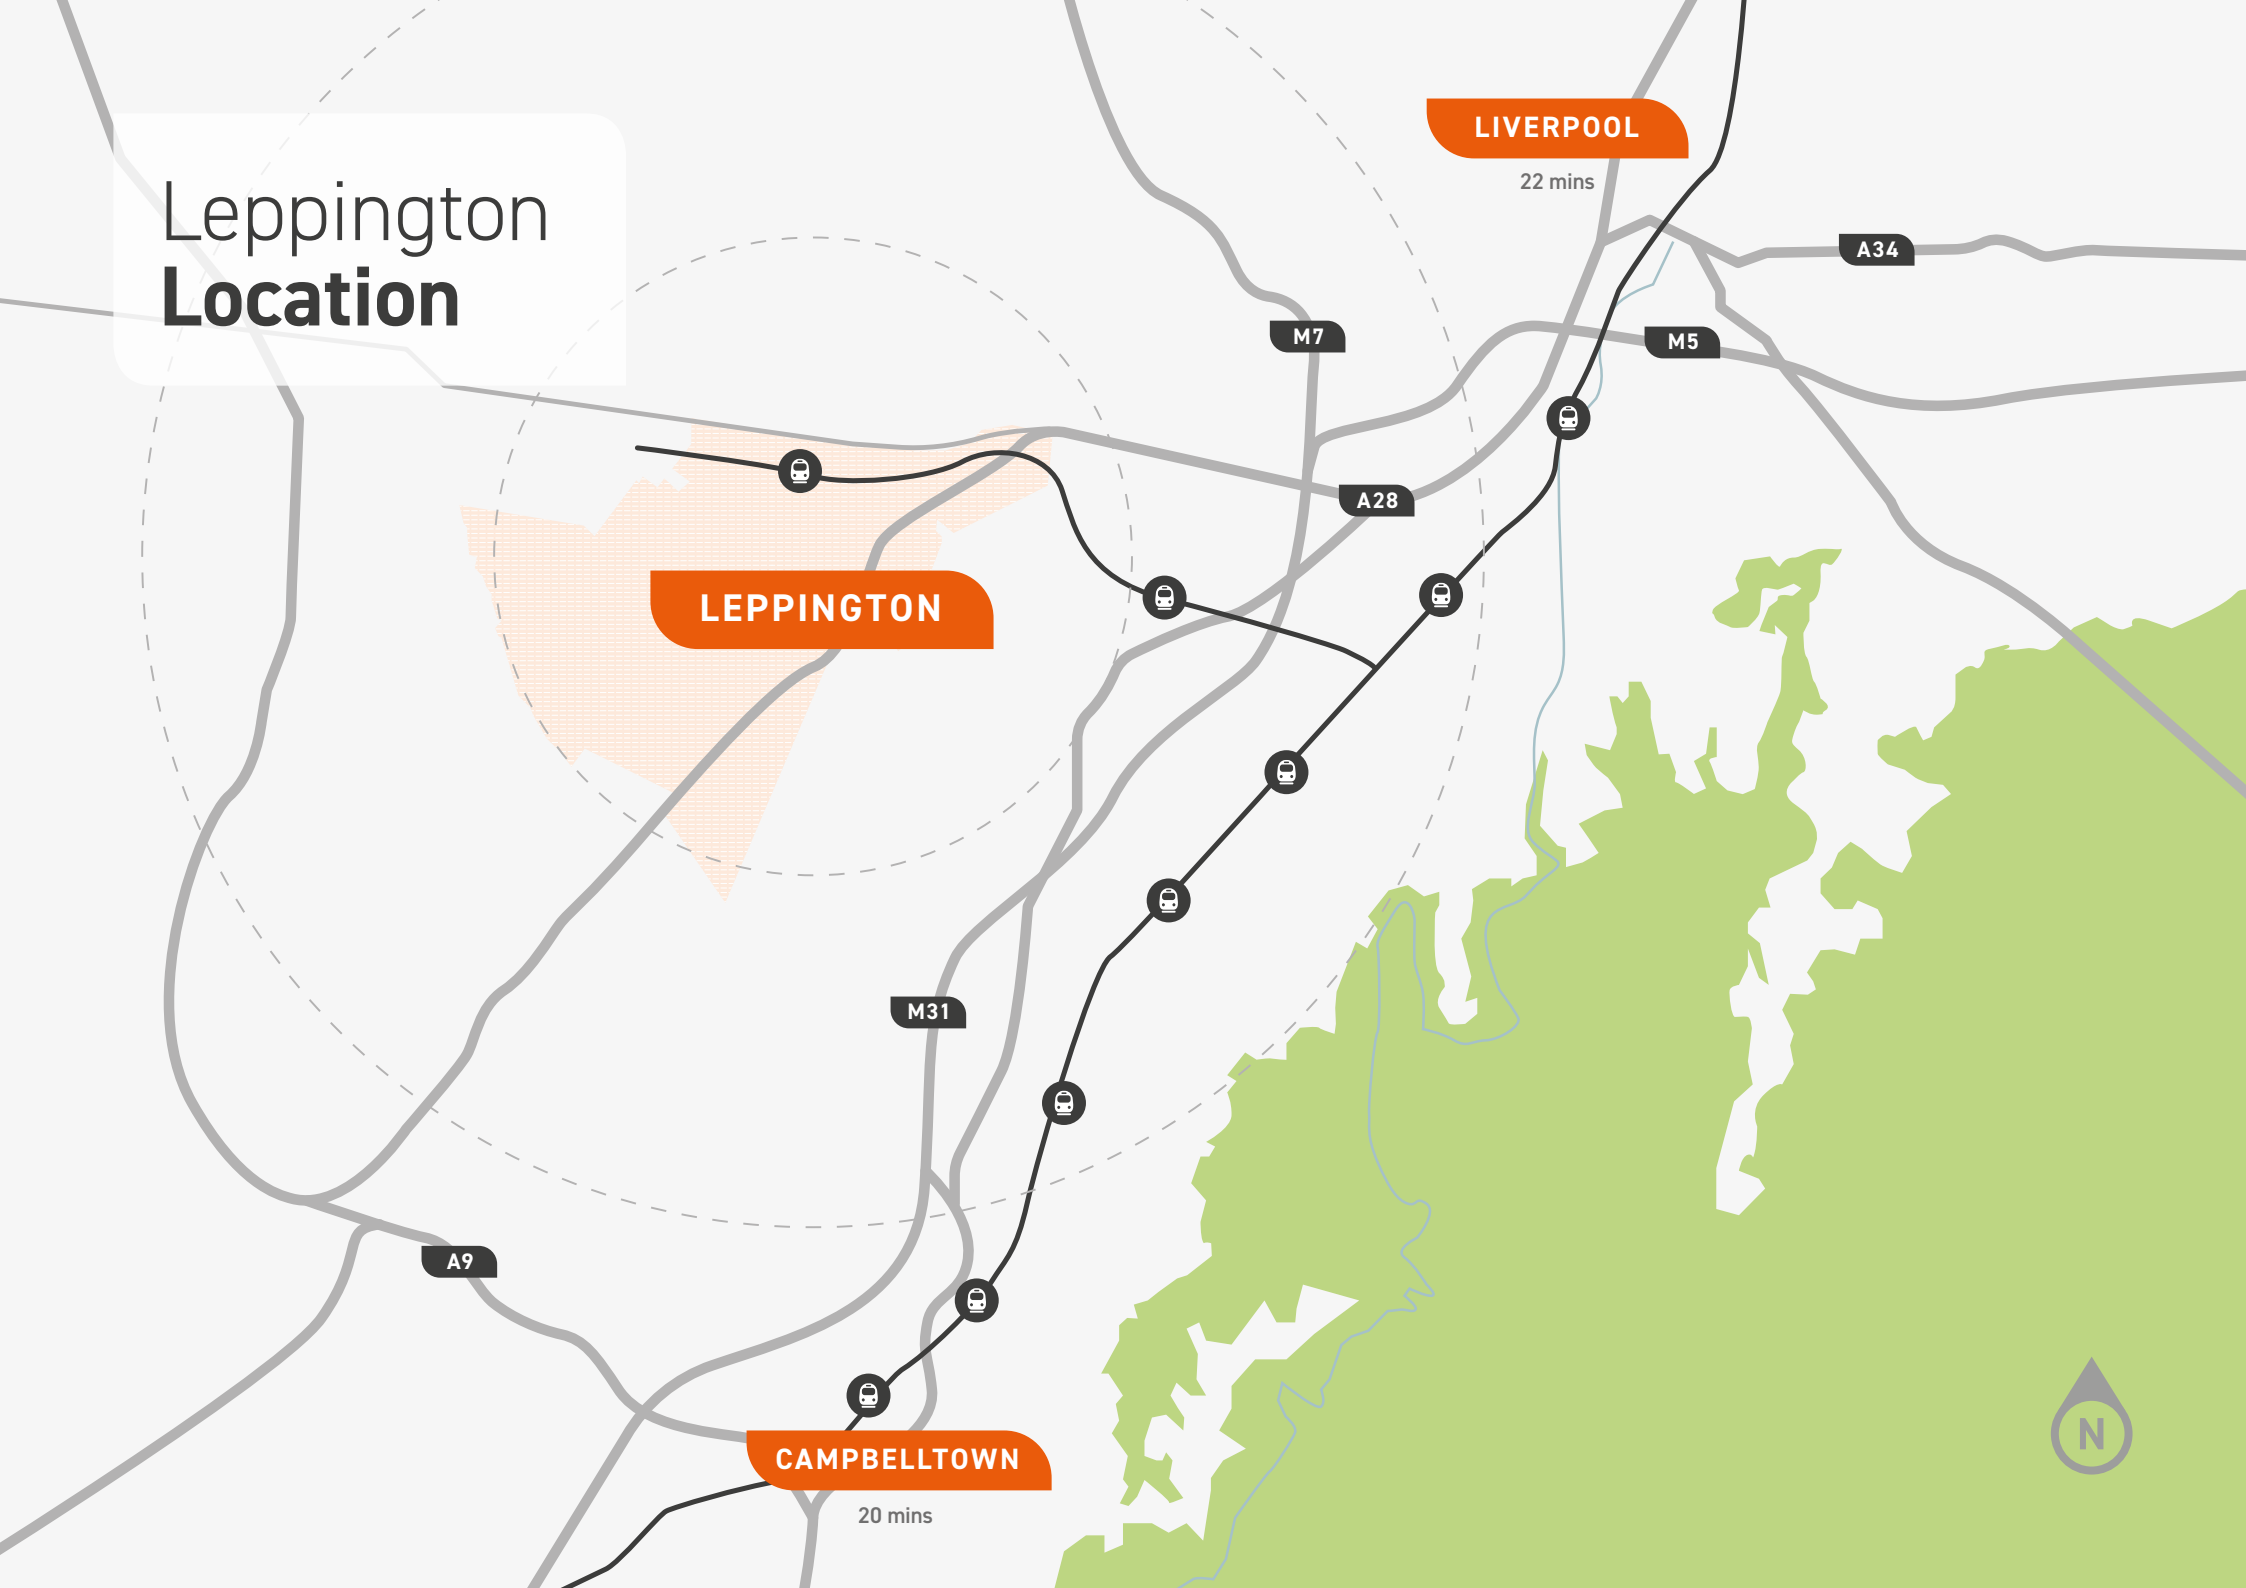 Leppington
Location
LIVERPOOL
22 mins
A34
M7
M5
A28
LEPPINGTON
M31
A9
CAMPBELLTOWN
20 mins
N